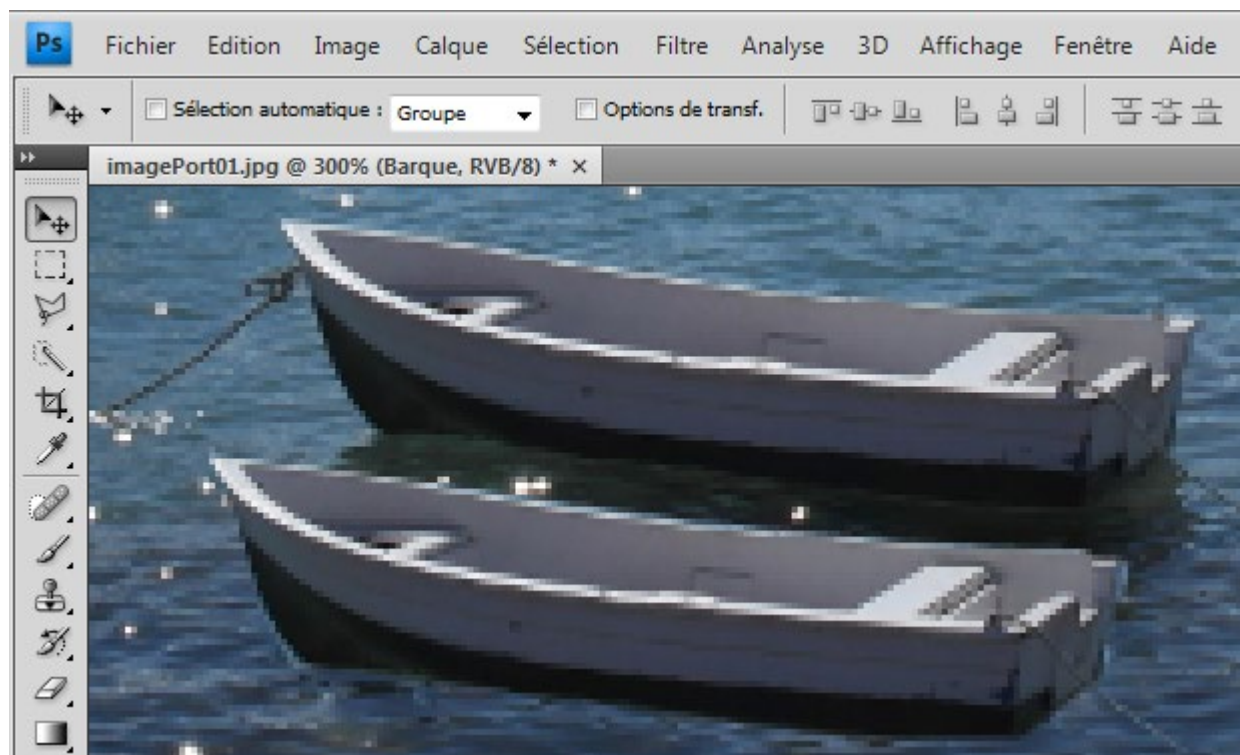 Ps Fichier Edition Image Calque Sélection Filtre Analyse 3D Affichage Fenêtre Aide
Sélection automatique : Groupe Options de transf.
imagePort01.jpg @ 300% (Barque, RVB/8) * ×